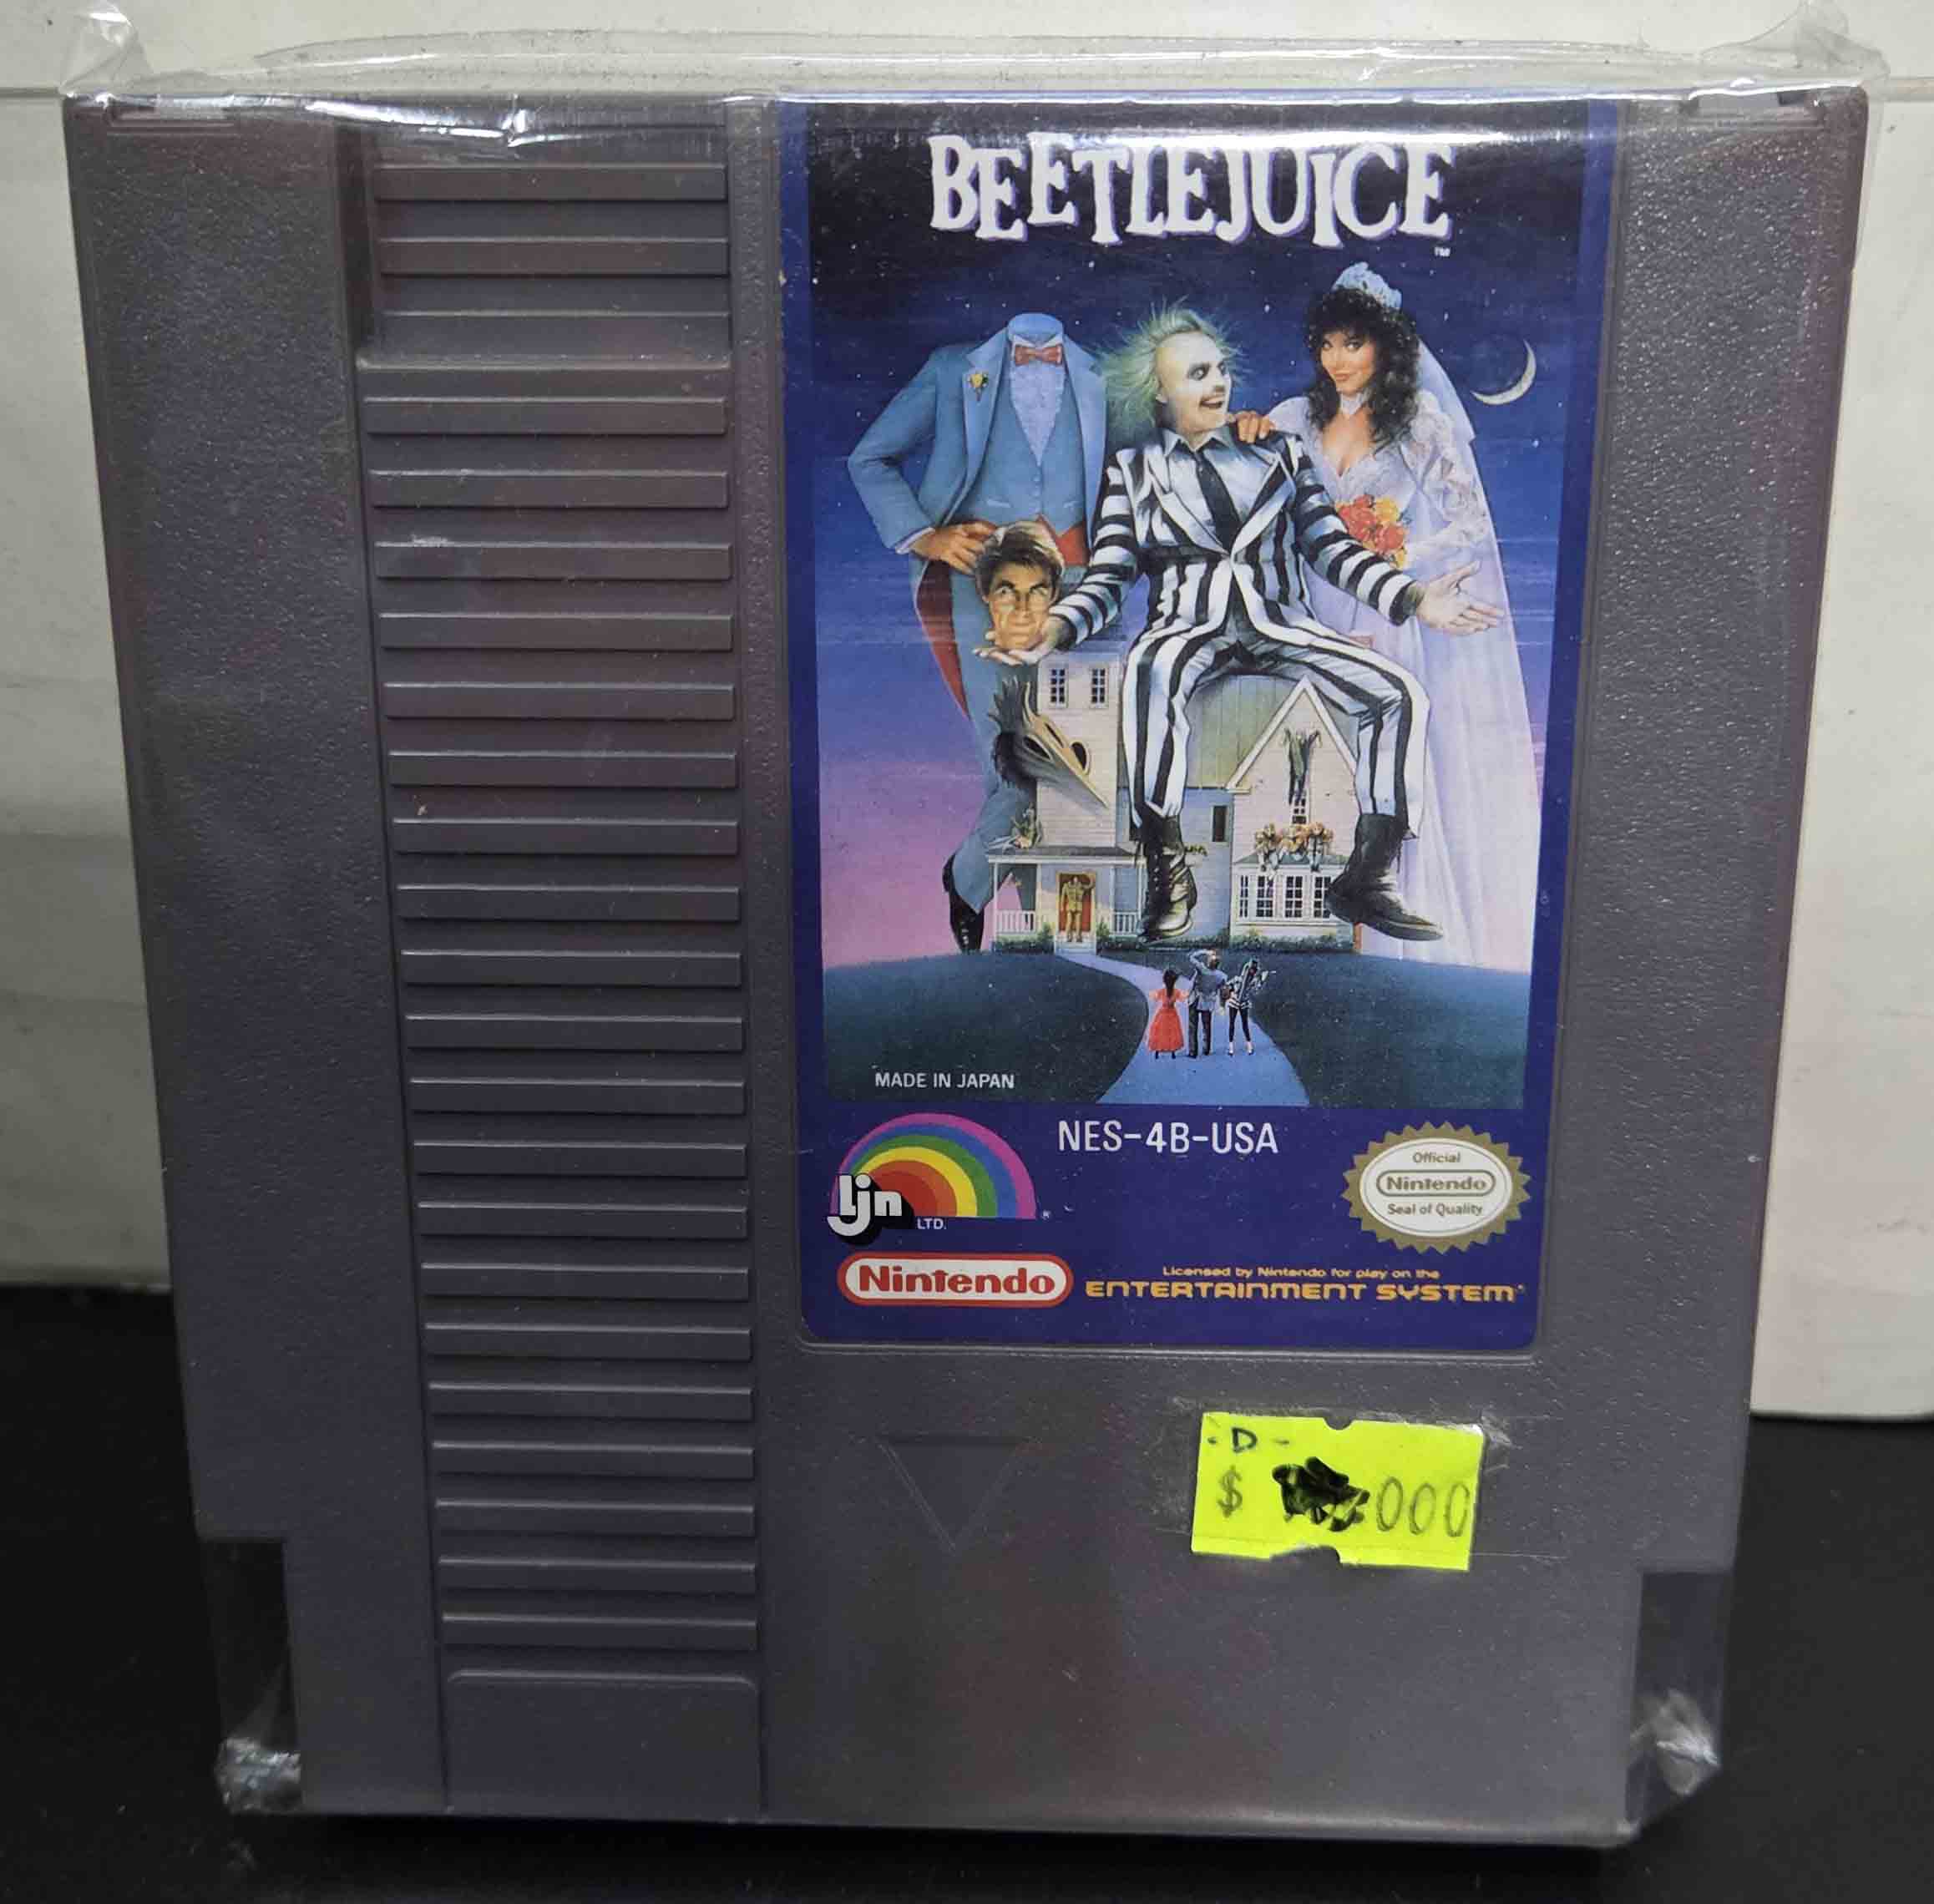 BEETLEJUICE
TM
MADE IN JAPAN
NES-4B-USA
ljn
LTD.
®
Official
Nintendo
Seal of Quality
Nintendo
Licensed by Nintendo for play on the
ENTERTAINMENT SYSTEM
- D -
$ 000